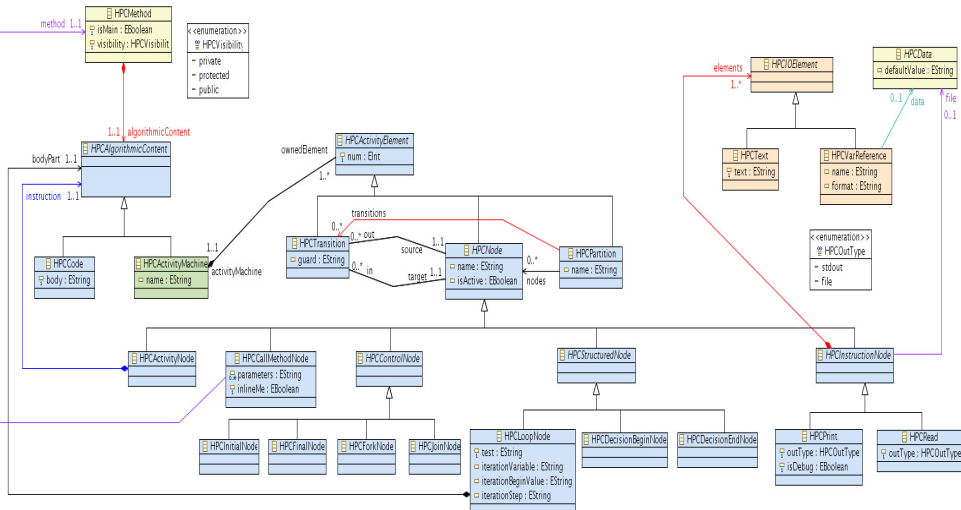 HPCMethod
isMain : EBoolean
visibility : HPCVisibilit
method 1..1
<<enumeration>>
HPCVisibility
- private
- protected
- public
1..1 algorithmicContent
HPCAlgorithmicContent
bodyPart 1..1
instruction 1..1
HPCCode
body : EString
HPCActivityMachine
name : EString
1..1
activityMachine
ownedElement
1..*
HPCActivityElement
num : EInt
HPCTransition
guard : EString
transitions
0..*
0..* out
source
1..1
0..* in
target
1..1
HPCNode
name : EString
isActive : EBoolean
0..*
nodes
HPCPartition
name : EString
elements
1..*
HPCIOElement
HPCText
text : EString
HPCVarReference
name : EString
format : EString
HPCData
defaultValue : EString
0..1
data
file
0..1
<<enumeration>>
HPCOutType
- stdout
- file
HPCActivityNode
HPCCallMethodNode
parameters : EString
inlineMe : EBoolean
HPCControlNode
HPCStructuredNode
HPCInstructionNode
HPCInitialNode
HPCFinalNode
HPCForkNode
HPCJoinNode
HPCLoopNode
test : EString
iterationVariable : EString
iterationBeginValue : EString
iterationStep : EString
HPCDecisionBeginNode
HPCDecisionEndNode
HPCPrint
outType : HPCOutType
isDebug : EBoolean
HPCRead
outType : HPCOutType